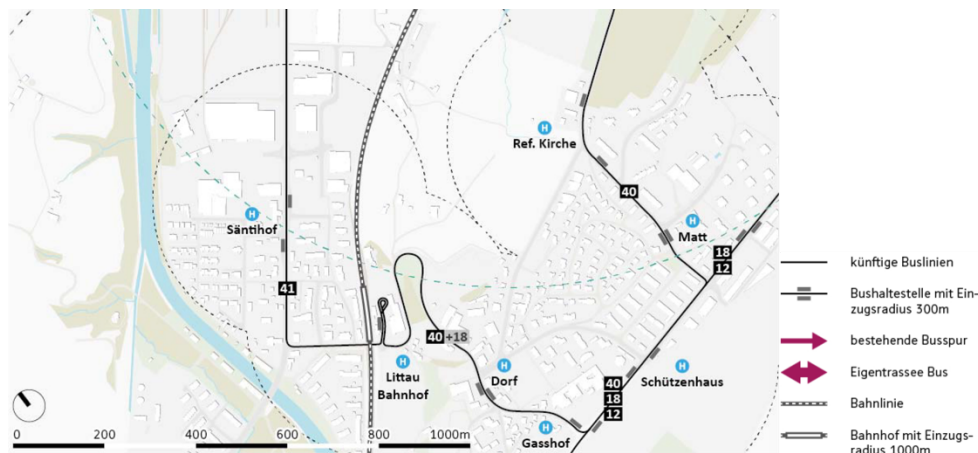 H
Ref. Kirche
40
H
Säntihof
H
Matt
18
12
41
40 +18
H
Littau
Bahnhof
H
Dorf
H
Schützenhaus
40
18
12
H
Gasshof
0 200 400 600 800 1000m
künftige Buslinien
Bushaltestelle mit Ein-
zugsradius 300m
bestehende Busspur
Eigentrassee Bus
Bahnlinie
Bahnhof mit Einzugs-
radius 1000m